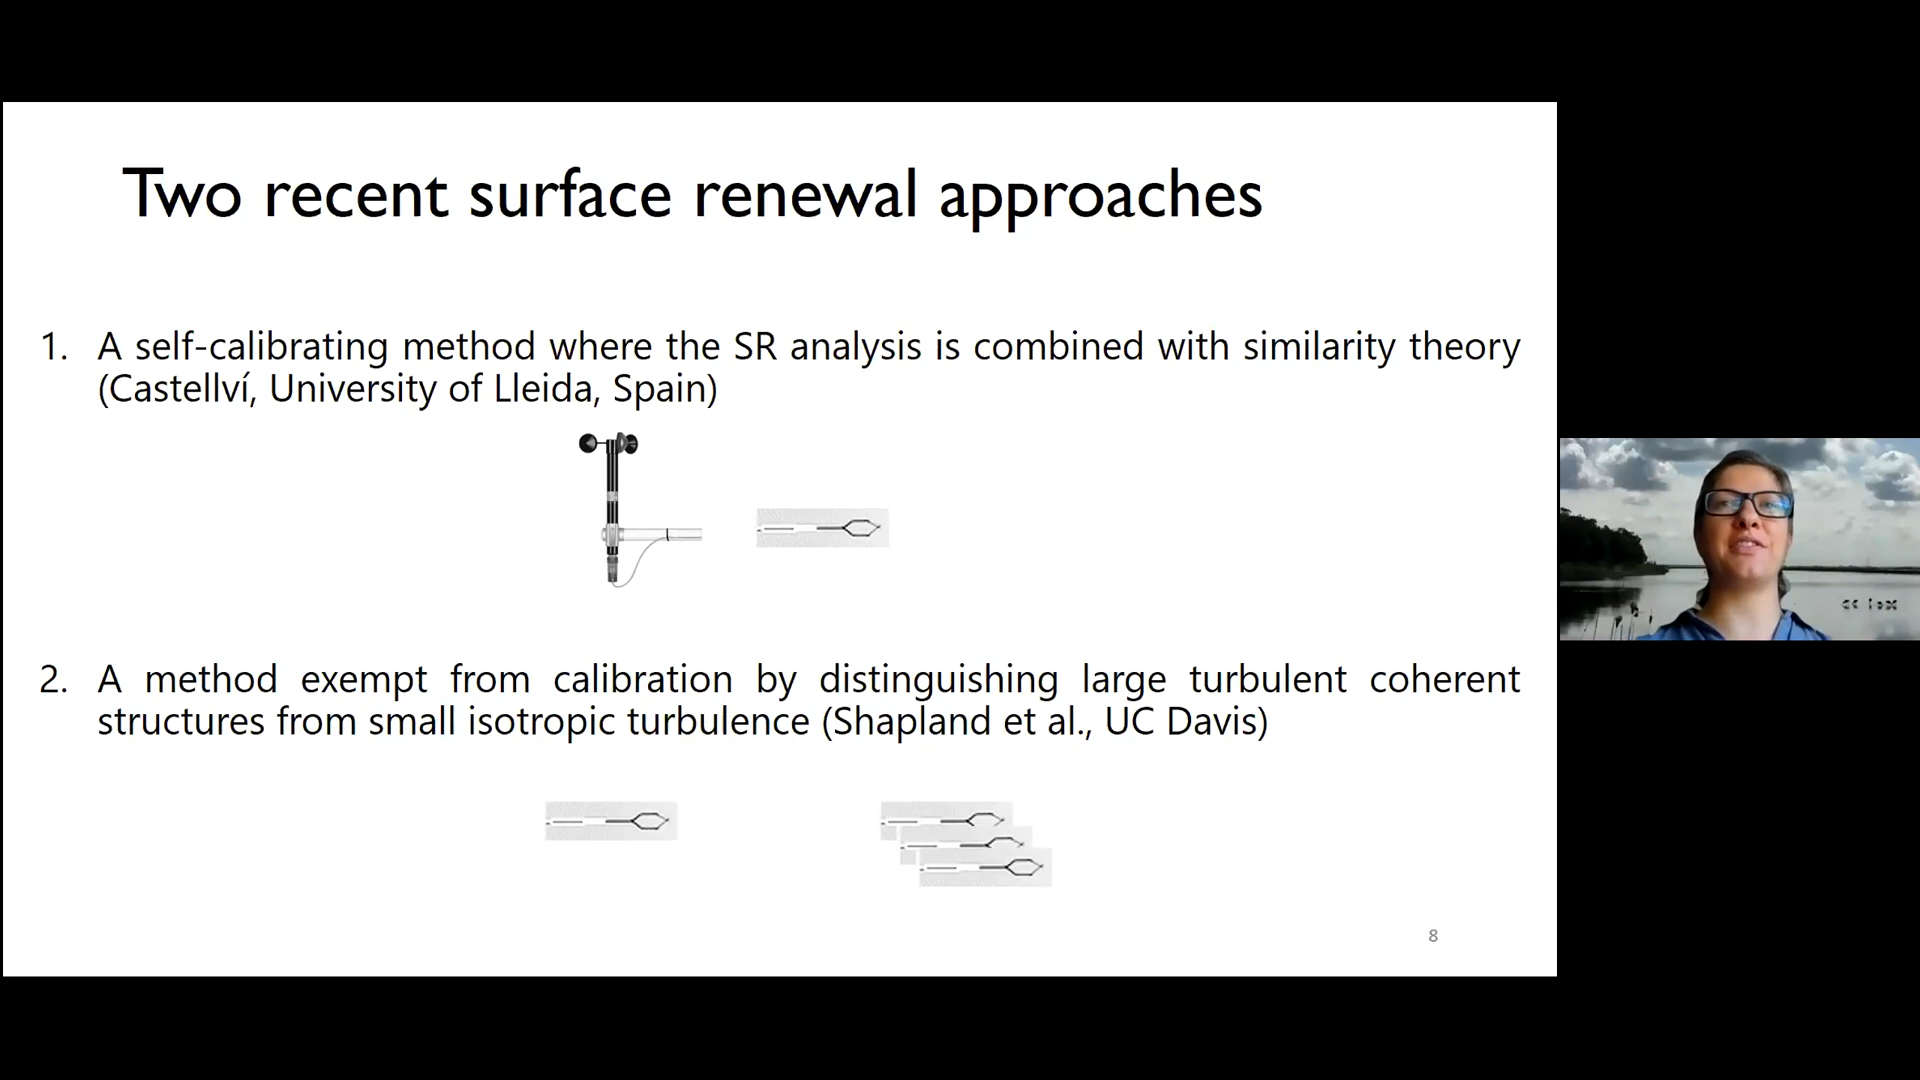 Two recent surface renewal approaches
1. A self-calibrating method where the SR analysis is combined with similarity theory
(Castellví, University of Lleida, Spain)
2. A method exempt from calibration by distinguishing large turbulent coherent
structures from small isotropic turbulence (Shapland et al., UC Davis)
8